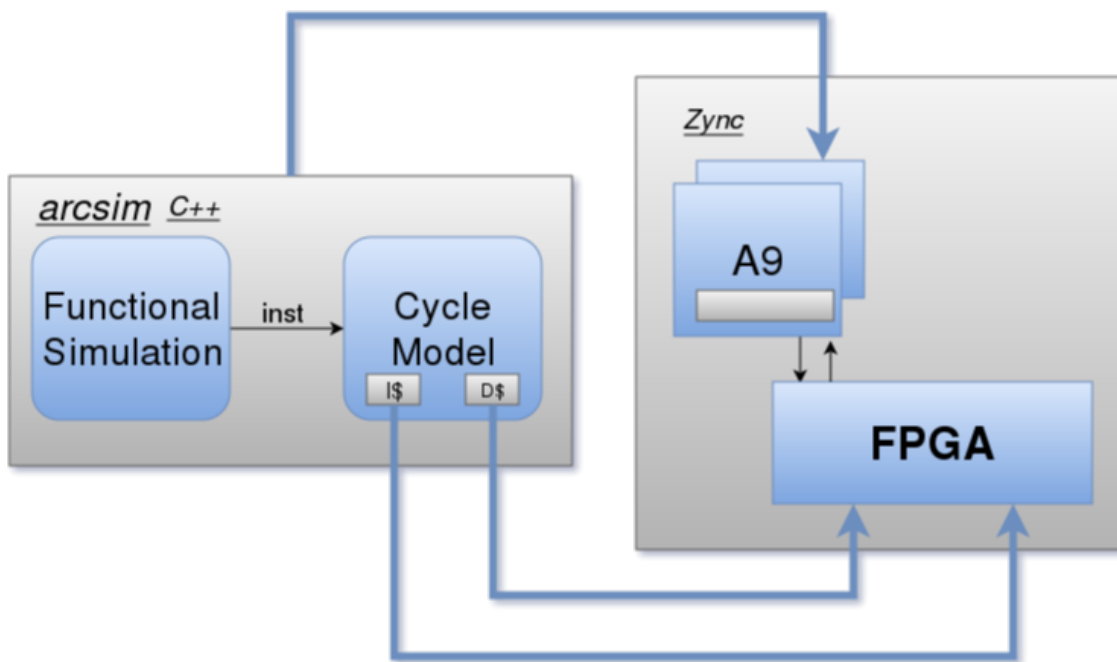 Zync
arcsim C++
A9
Functional
Simulation
inst
Cycle
Model
I$
D$
FPGA